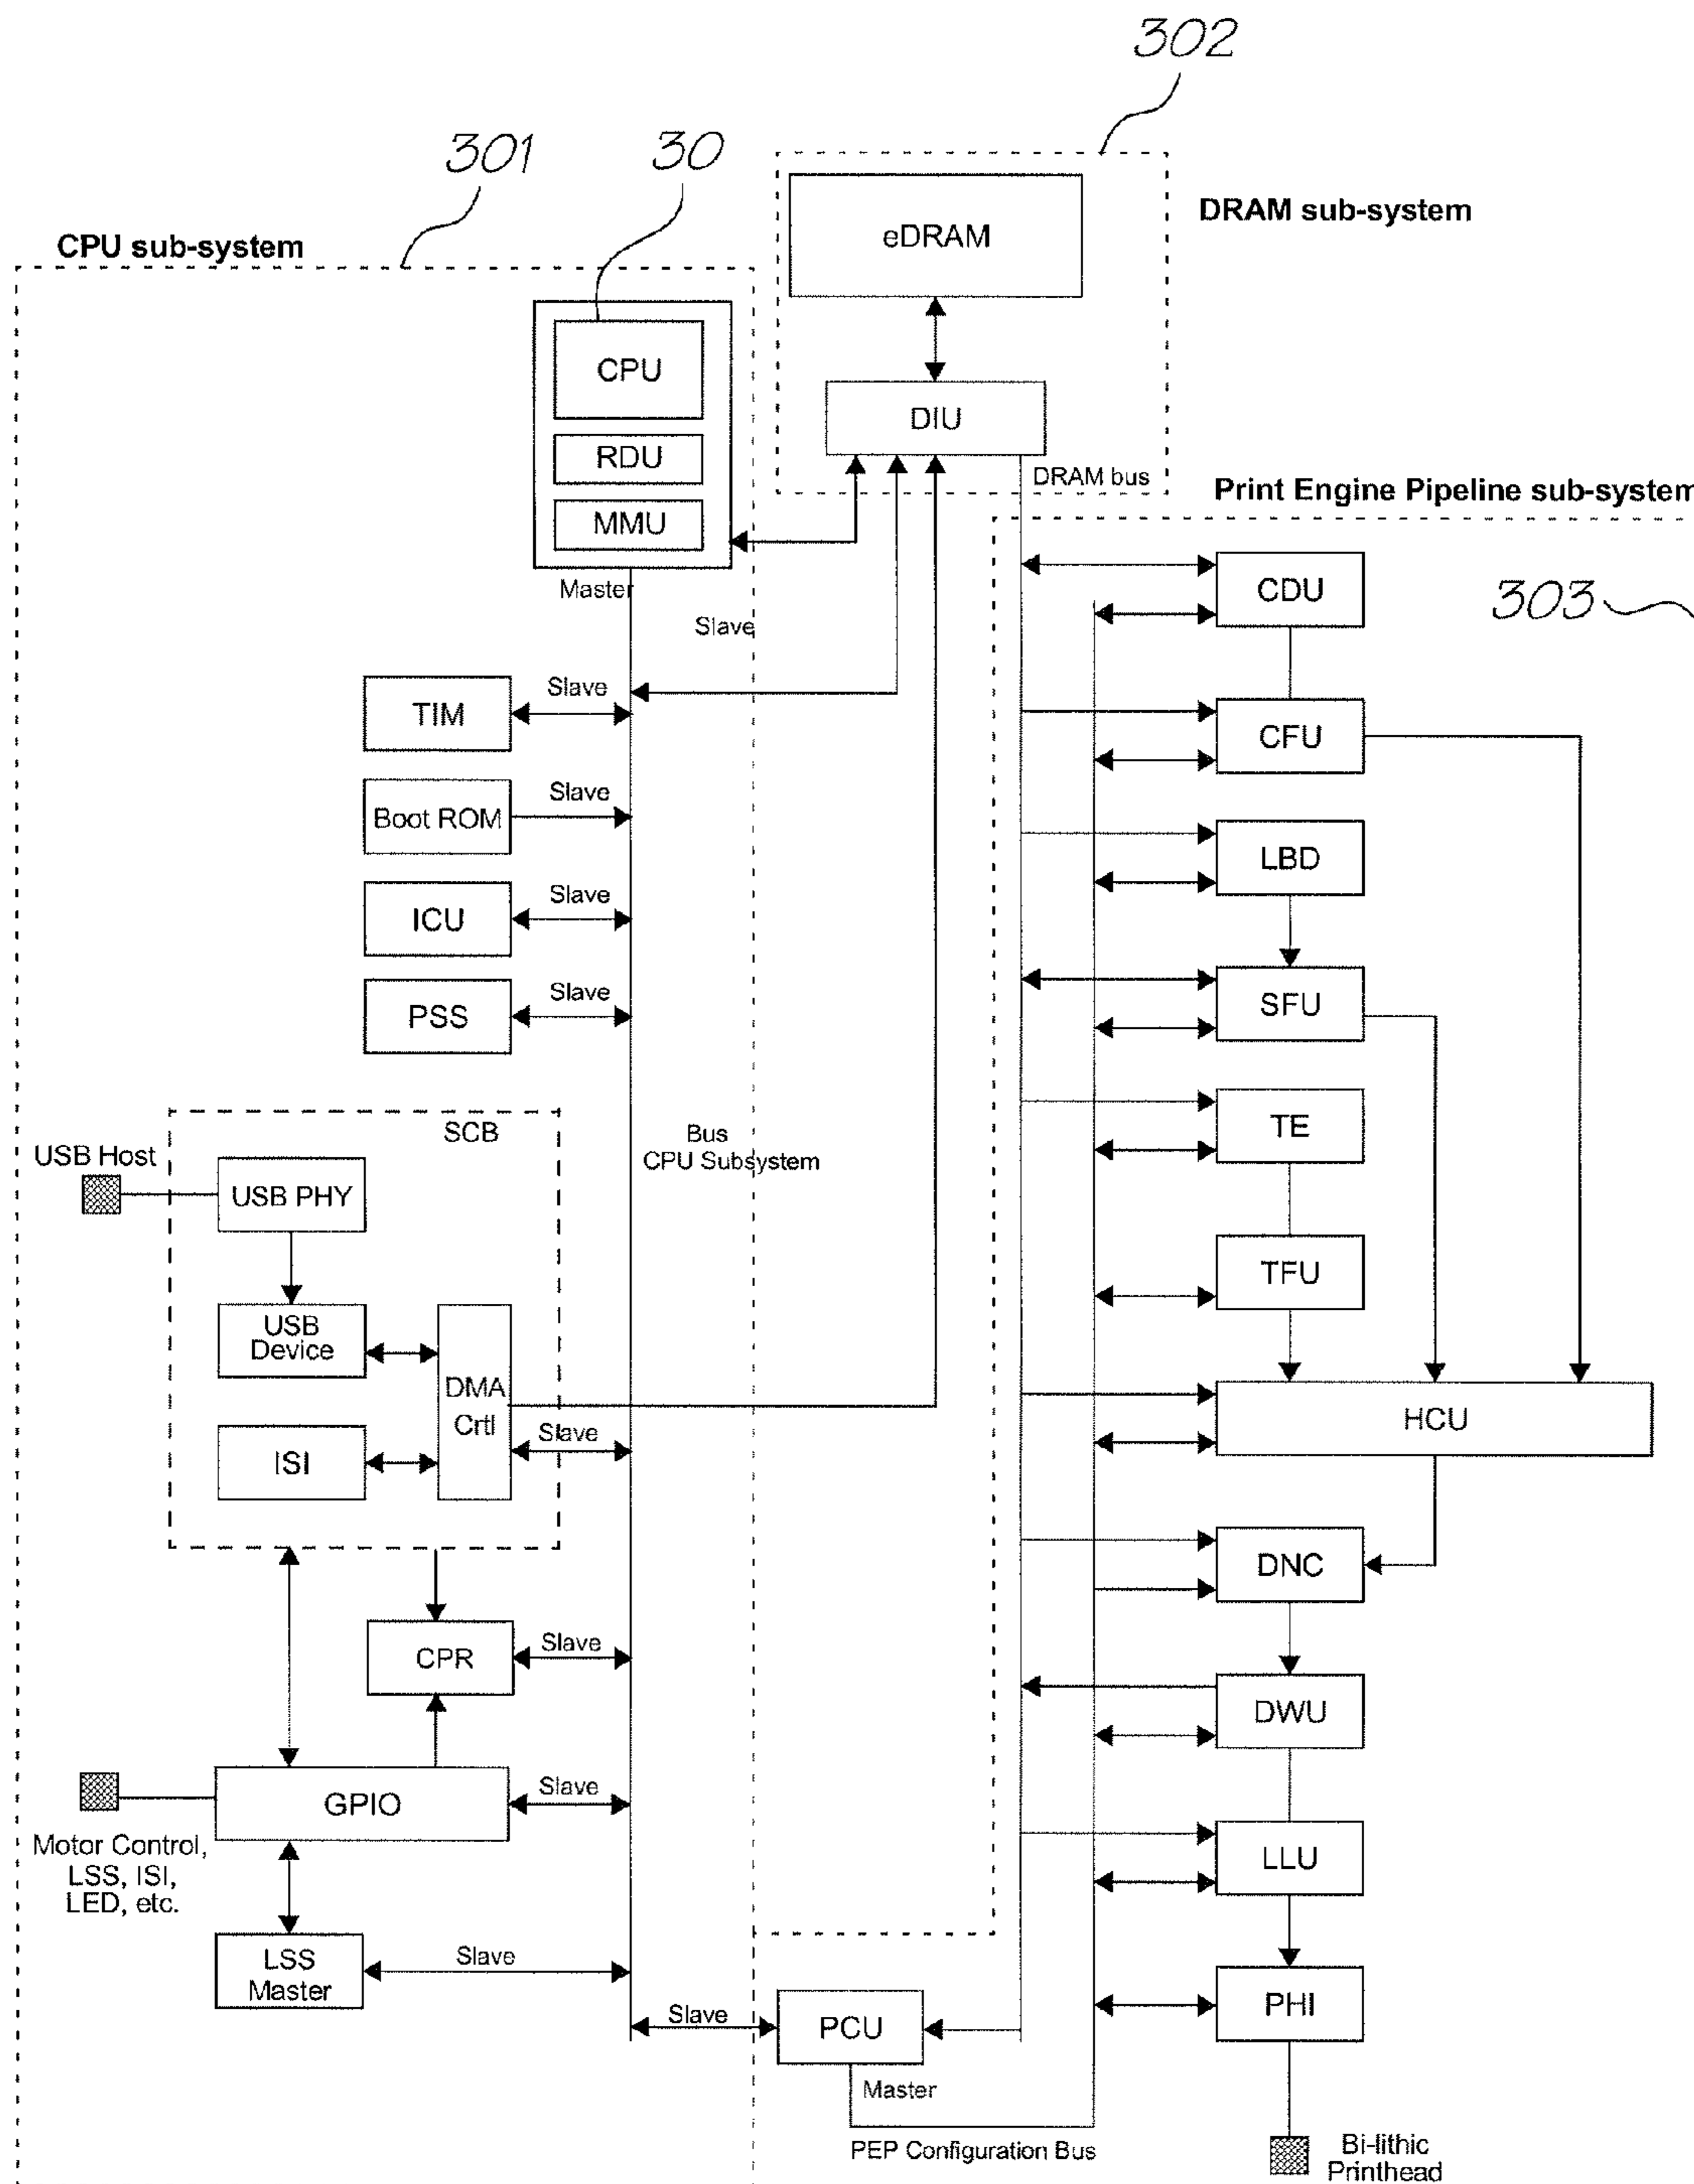 302
301
30
DRAM sub-system
CPU sub-system
eDRAM
CPU
DIU
RDU
DRAM bus
Print Engine Pipeline sub-system
MMU
Master
CDU
303
Slave
TIM
Slave
CFU
Boot ROM
Slave
LBD
ICU
Slave
PSS
Slave
SFU
SCB
Bus
CPU Subsystem
TE
USB Host
USB PHY
TFU
USB
Device
DMA
Crtl
Slave
HCU
ISI
DNC
CPR
Slave
DWU
GPIO
Slave
Motor Control,
LSS, ISI,
LED, etc.
LLU
LSS
Master
Slave
PHI
Slave
PCU
Master
PEP Configuration Bus
Bi-lithic
Printhead